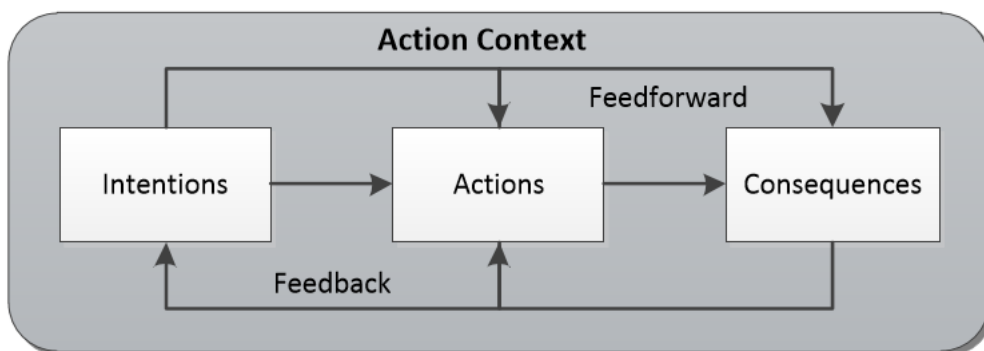 Action Context
Feedforward
Intentions
Actions
Consequences
Feedback